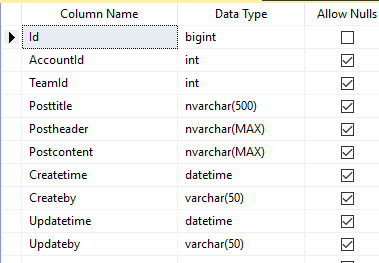 Column Name Data Type Allow Nulls
Id bigint
AccountId int
TeamId int
Posttitle nvarchar(500)
Postheader nvarchar(MAX)
Postcontent nvarchar(MAX)
Createtime datetime
Createby varchar(50)
Updatetime datetime
Updateby varchar(50)